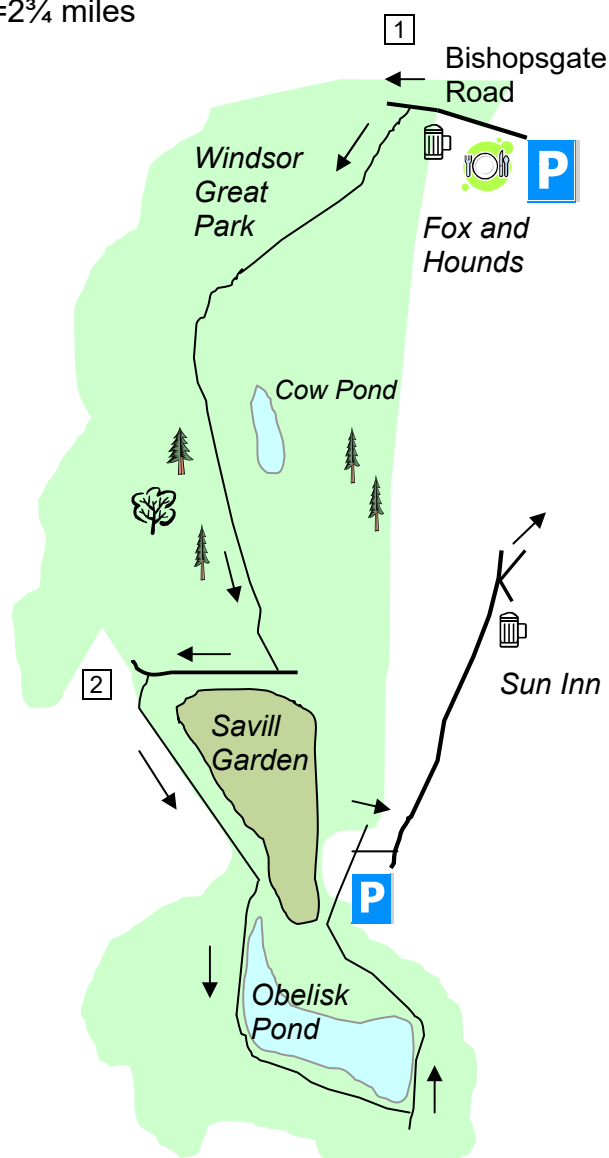 =2¾ miles
1
Bishopsgate
Road
Windsor
Great
Park
P
Fox and
Hounds
Cow Pond
2
Sun Inn
Savill
Garden
P
Obelisk
Pond